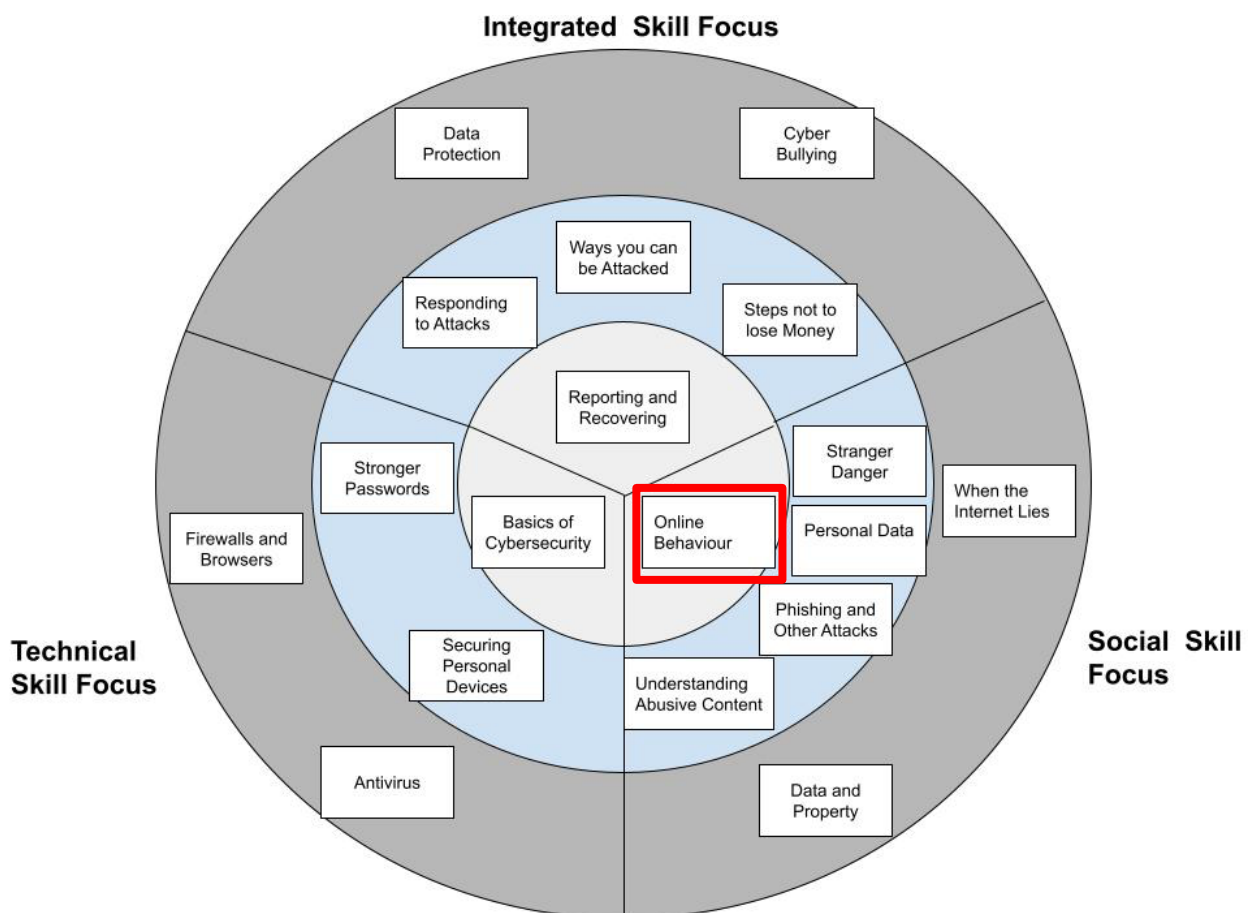 Integrated Skill Focus
Data
Protection
Cyber
Bullying
Ways you can
be Attacked
Responding
to Attacks
Steps not to
lose Money
Reporting and
Recovering
Stronger
Passwords
Stranger
Danger
When the
Internet Lies
Firewalls and
Browsers
Basics of
Cybersecurity
Online
Behaviour
Personal Data
Phishing and
Other Attacks
Technical
Skill Focus
Securing
Personal
Devices
Understanding
Abusive Content
Social Skill
Focus
Antivirus
Data and
Property